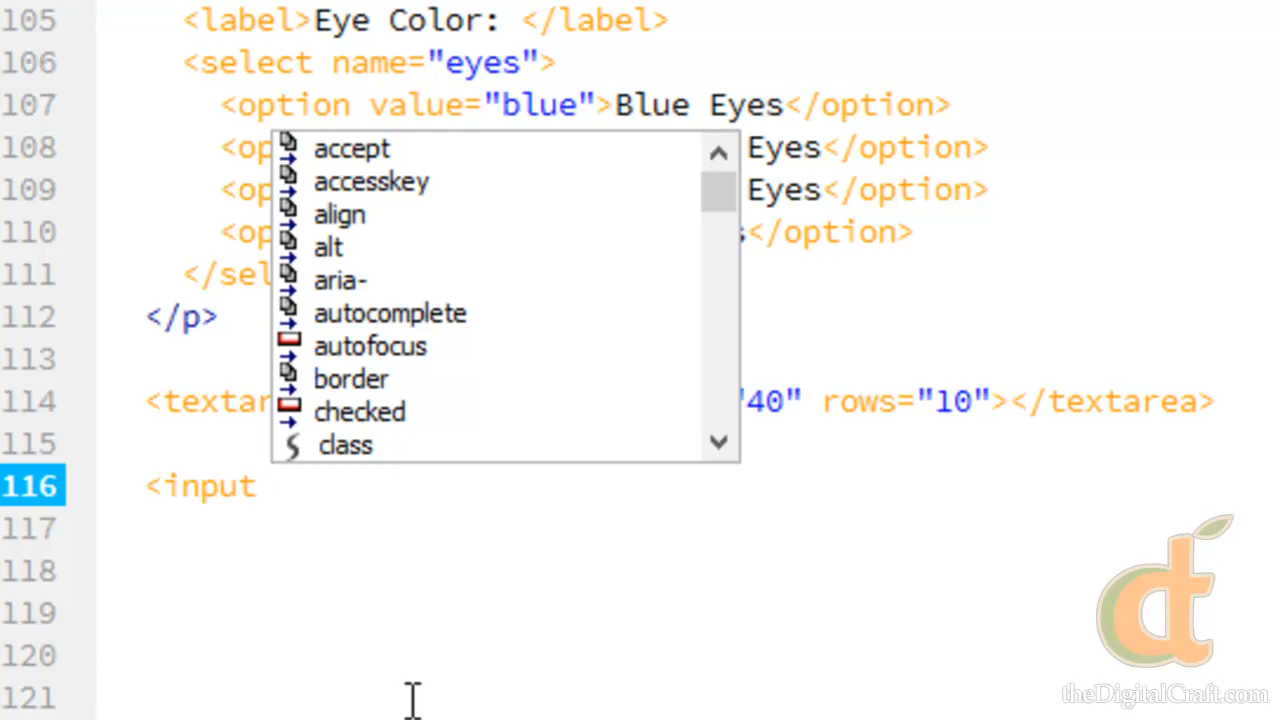 105 <label>Eye Color: </label>
106 <select name="eyes">
107 <option value="blue">Blue Eyes</option>
108 <op Eyes</option>
109 <op Eyes</option>
110 <op s</option>
111 </sel
112 </p>
113
114 <textar "40" rows="10"></textarea>
115
116 <input
117
118
119
120
121
accept
accesskey
align
alt
aria-
autocomplete
autofocus
border
checked
class
dt
theDigitalCraft.com